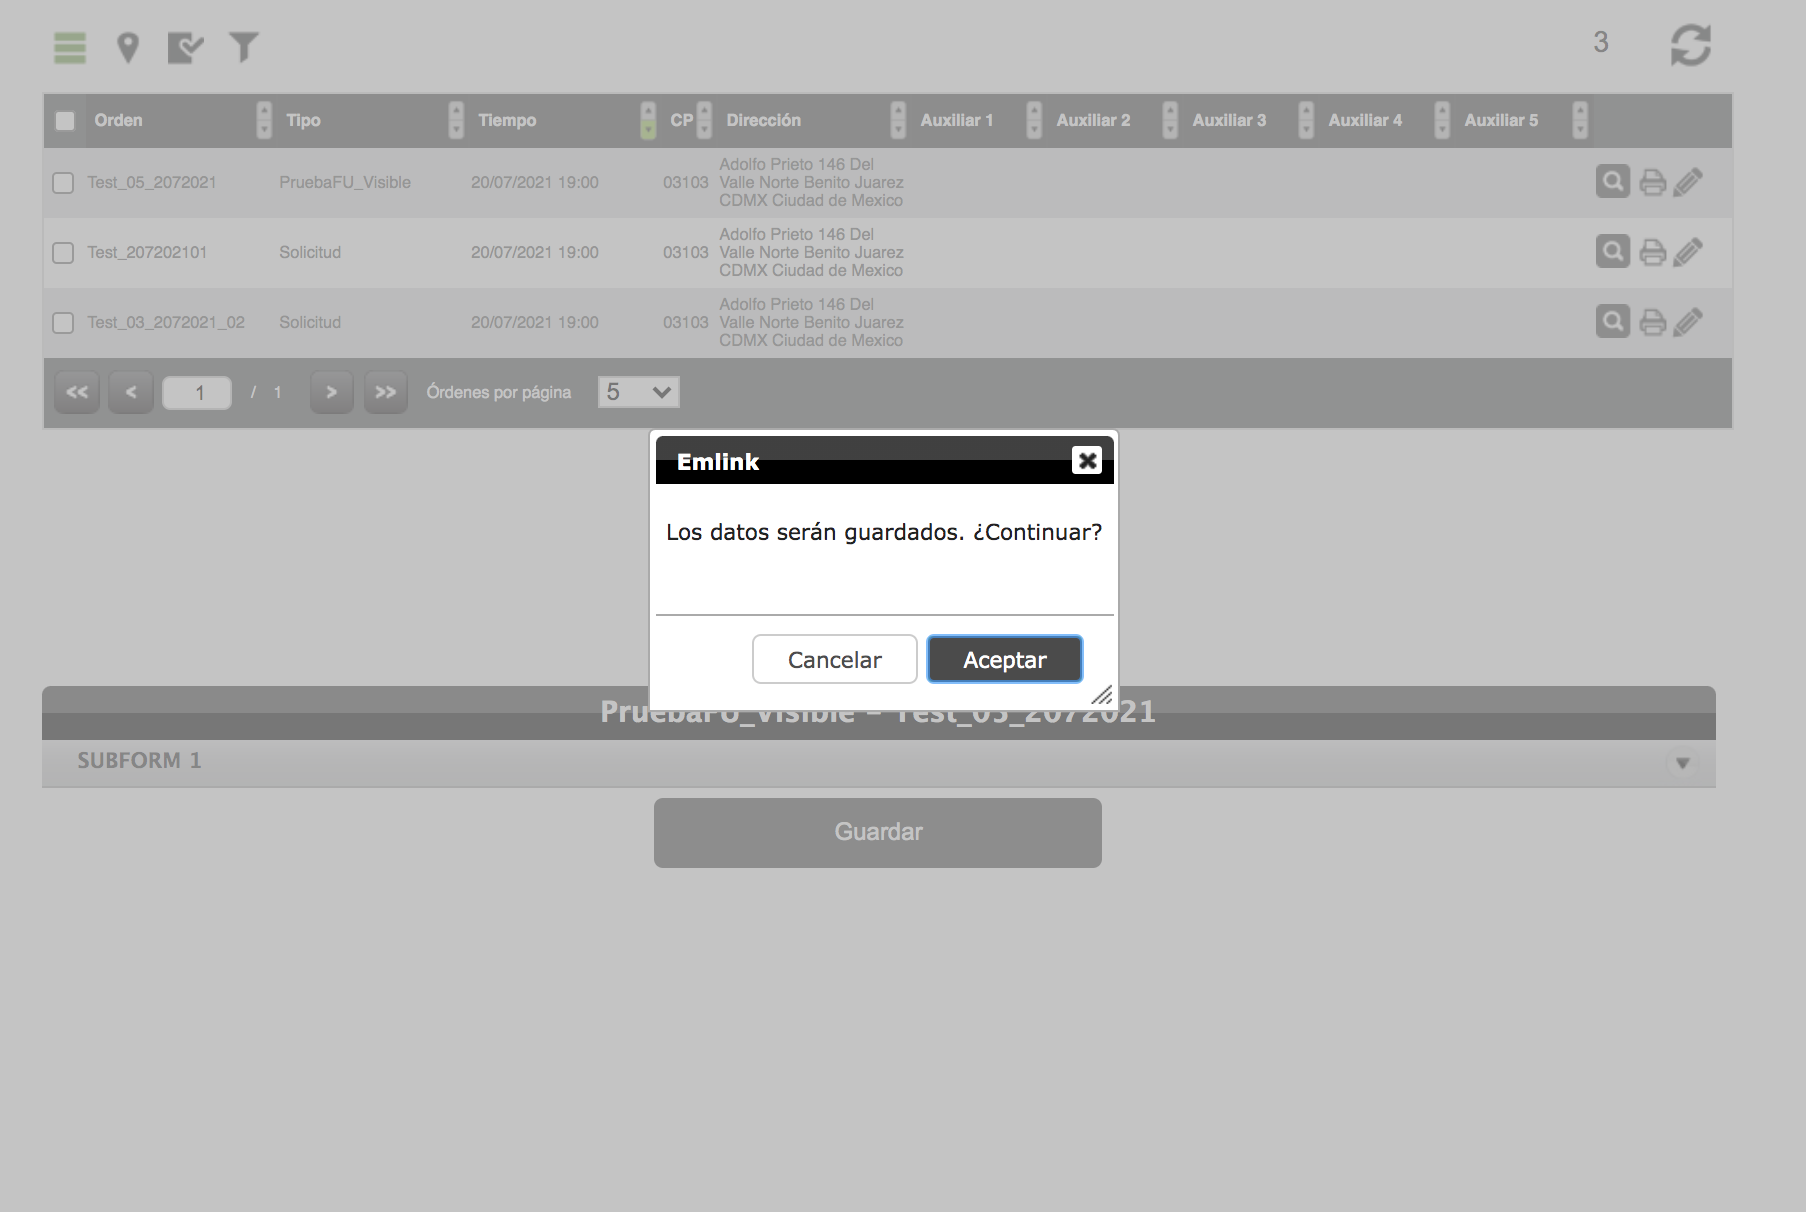 3
Orden Tipo Tiempo CP Dirección Auxiliar 1 Auxiliar 2 Auxiliar 3 Auxiliar 4 Auxiliar 5
Test_05_2072021 PruebaFU_Visible 20/07/2021 19:00 03103 Adolfo Prieto 146 Del
Valle Norte Benito Juarez
CDMX Ciudad de Mexico
Test_207202101 Solicitud 20/07/2021 19:00 03103 Adolfo Prieto 146 Del
Valle Norte Benito Juarez
CDMX Ciudad de Mexico
Test_03_2072021_02 Solicitud 20/07/2021 19:00 03103 Adolfo Prieto 146 Del
Valle Norte Benito Juarez
CDMX Ciudad de Mexico
<< < 1 / 1 > >> Órdenes por página 5
Emlink
Los datos serán guardados. ¿Continuar?
Cancelar Aceptar
PruebaFU_Visible – Test_05_2072021
SUBFORM 1
Guardar